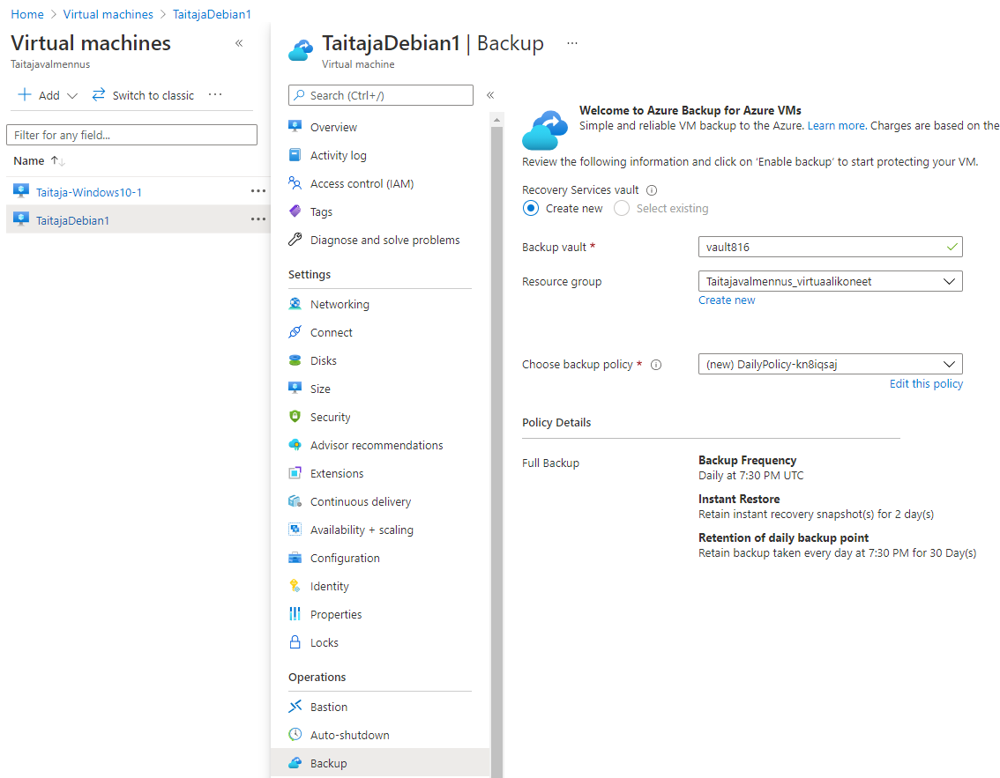 Home > Virtual machines > TaitajaDebian1
Virtual machines
Taitajavalmennus
Add
Switch to classic
Filter for any field...
Name
Taitaja-Windows10-1
TaitajaDebian1
TaitajaDebian1 | Backup
Virtual machine
Search (Ctrl+/)
Overview
Activity log
Access control (IAM)
Tags
Diagnose and solve problems
Settings
Networking
Connect
Disks
Size
Security
Advisor recommendations
Extensions
Continuous delivery
Availability + scaling
Configuration
Identity
Properties
Locks
Operations
Bastion
Auto-shutdown
Backup
Welcome to Azure Backup for Azure VMs
Simple and reliable VM backup to the Azure. Learn more. Charges are based on the
Review the following information and click on ‘Enable backup’ to start protecting your VM.
Recovery Services vault
Create new Select existing
Backup vault * vault816
Resource group Taitajavalmennus_virtuaalikoneet
Create new
Choose backup policy * (new) DailyPolicy-kn8iqsaj
Edit this policy
Policy Details
Full Backup
Backup Frequency
Daily at 7:30 PM UTC
Instant Restore
Retain instant recovery snapshot(s) for 2 day(s)
Retention of daily backup point
Retain backup taken every day at 7:30 PM for 30 Day(s)